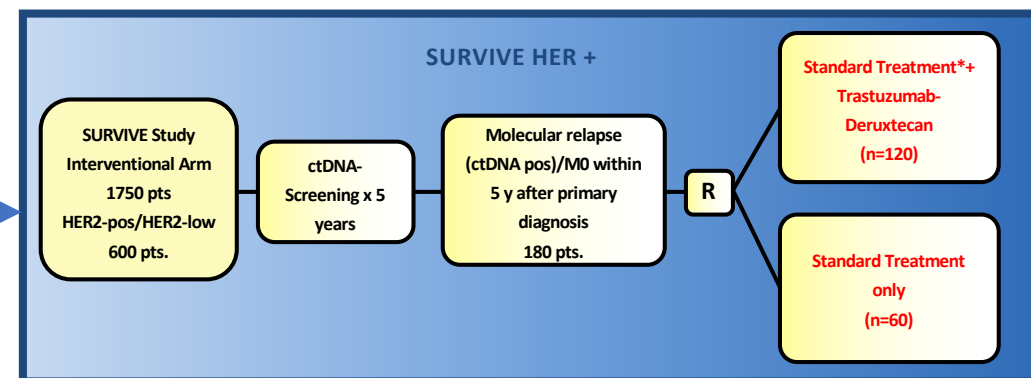 SURVIVE HER +
SURVIVE Study
Interventional Arm
1750 pts
HER2-pos/HER2-low
600 pts.
ctDNA-
Screening x 5
years
Molecular relapse
(ctDNA pos)/M0 within
5 y after primary
diagnosis
180 pts.
R
Standard Treatment*+
Trastuzumab-
Deruxtecan
(n=120)
Standard Treatment
only
(n=60)